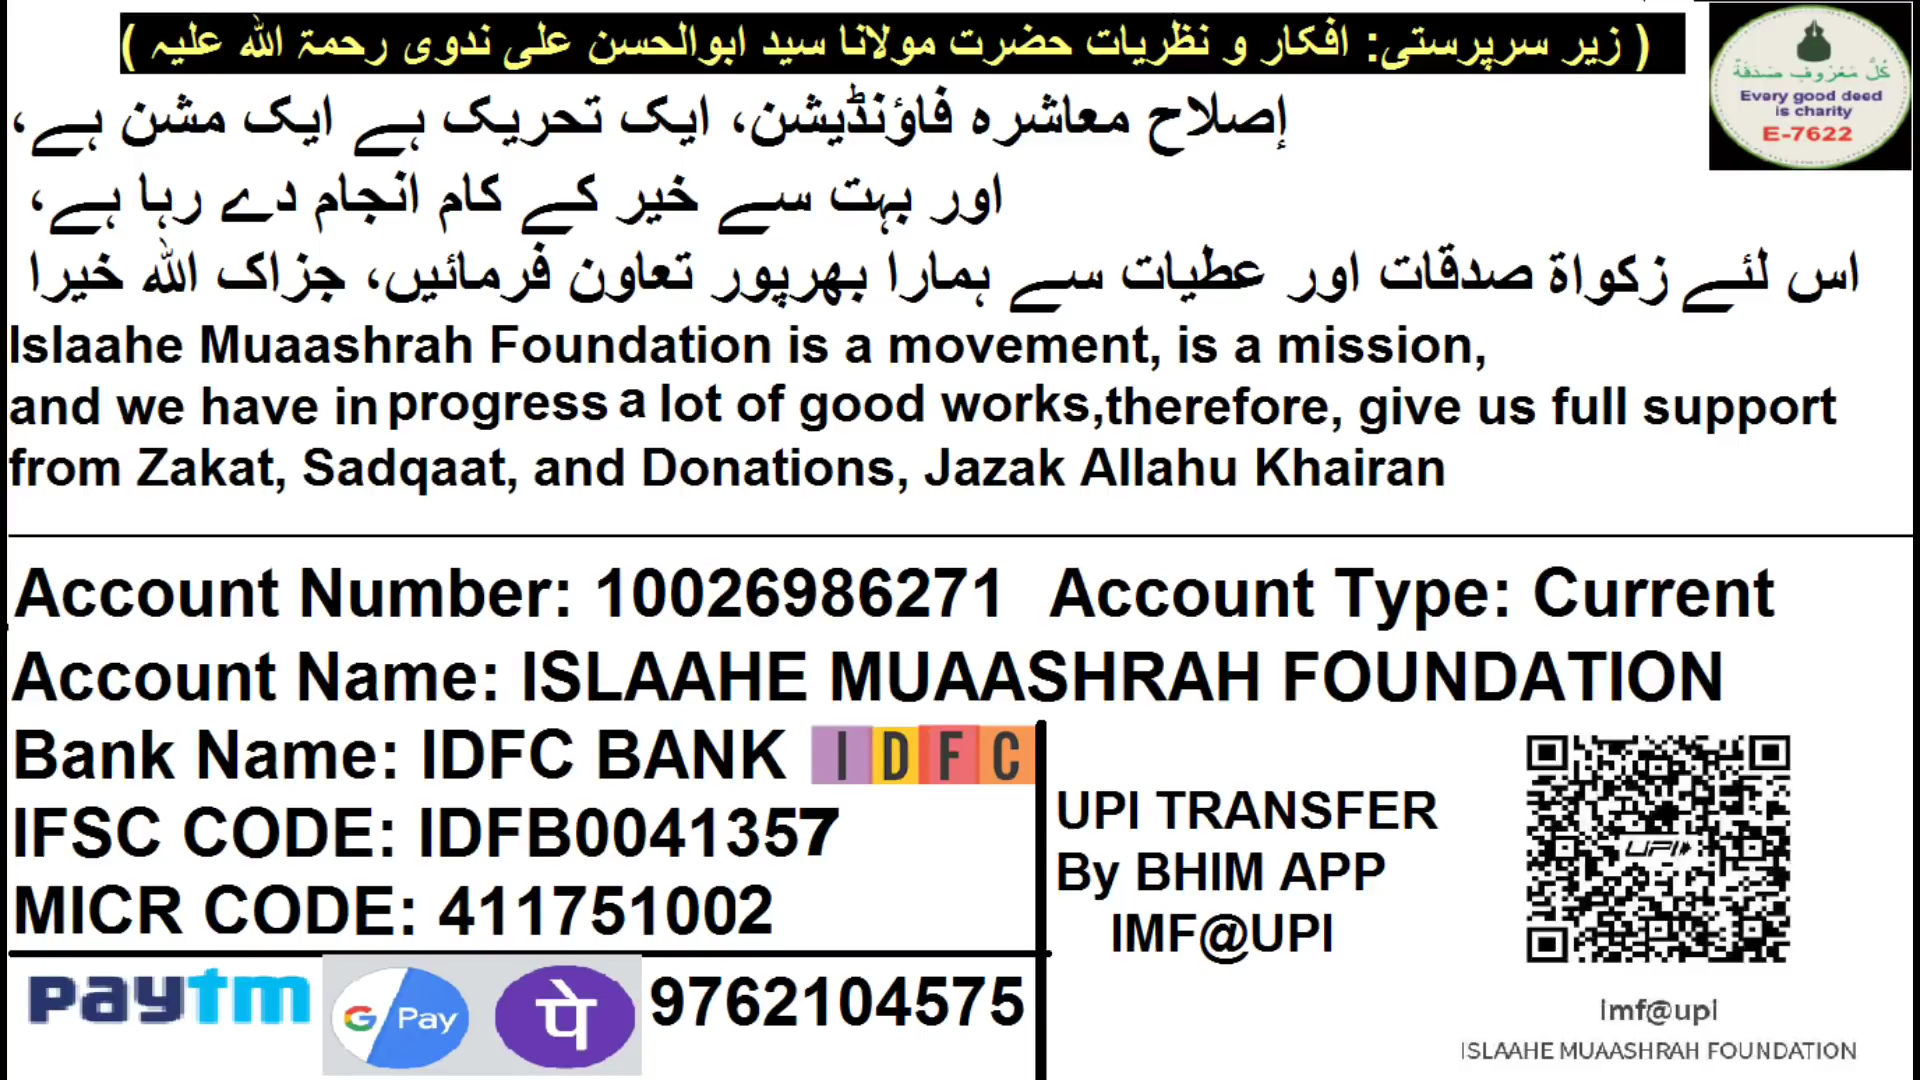 ( زیر سرپرستی: افکار و نظریات حضرت مولانا سید ابوالحسن علی ندوی رحمۃ اللہ علیہ )
كُلُّ مَعْرُوفٍ صَدَقَةٌ
Every good deed
is charity
E-7622
إصلاح معاشرہ فاؤنڈیشن، ایک تحریک ہے ایک مشن ہے،
اور بہت سے خیر کے کام انجام دے رہا ہے،
اس لئے زکواۃ صدقات اور عطیات سے ہمارا بھرپور تعاون فرمائیں، جزاک اللہ خیرا
Islaahe Muaashrah Foundation is a movement, is a mission,
and we have in progress a lot of good works,therefore, give us full support
from Zakat, Sadqaat, and Donations, Jazak Allahu Khairan
Account Number: 10026986271 Account Type: Current
Account Name: ISLAAHE MUAASHRAH FOUNDATION
Bank Name: IDFC BANK IDFC
IFSC CODE: IDFB0041357
MICR CODE: 411751002
paytm G Pay पे 9762104575
UPI TRANSFER
By BHIM APP
IMF@UPI
UPI
imf@upi
ISLAAHE MUAASHRAH FOUNDATION